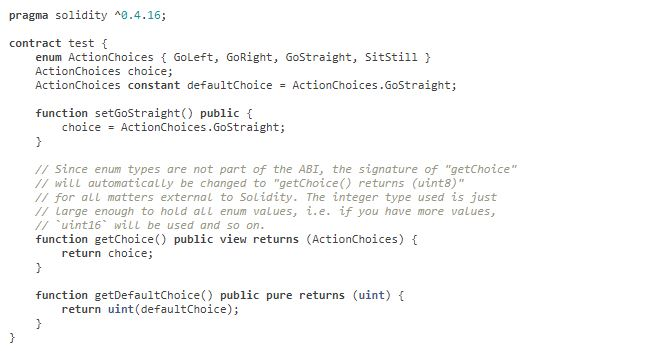 pragma solidity ^0.4.16;
contract test {
enum ActionChoices { GoLeft, GoRight, GoStraight, SitStill }
ActionChoices choice;
ActionChoices constant defaultChoice = ActionChoices.GoStraight;
function setGoStraight() public {
choice = ActionChoices.GoStraight;
}
// Since enum types are not part of the ABI, the signature of "getChoice"
// will automatically be changed to "getChoice() returns (uint8)"
// for all matters external to Solidity. The integer type used is just
// large enough to hold all enum values, i.e. if you have more values,
// `uint16` will be used and so on.
function getChoice() public view returns (ActionChoices) {
return choice;
}
function getDefaultChoice() public pure returns (uint) {
return uint(defaultChoice);
}
}